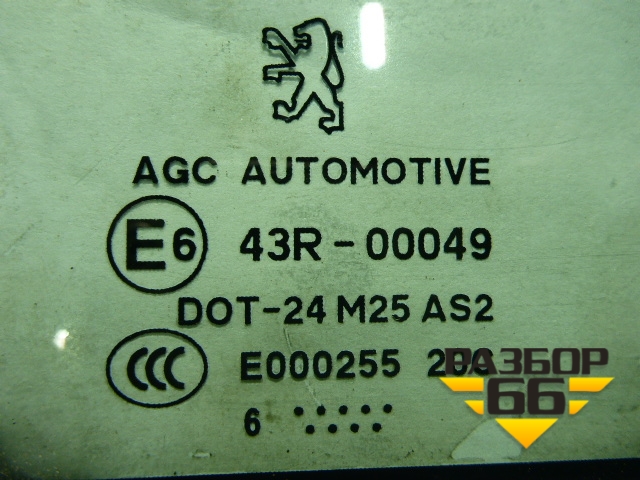 AGC AUTOMOTIVE
E6 43R-00049
DOT-24 M25 AS2
CCC E000255
6
РАЗБОР
66